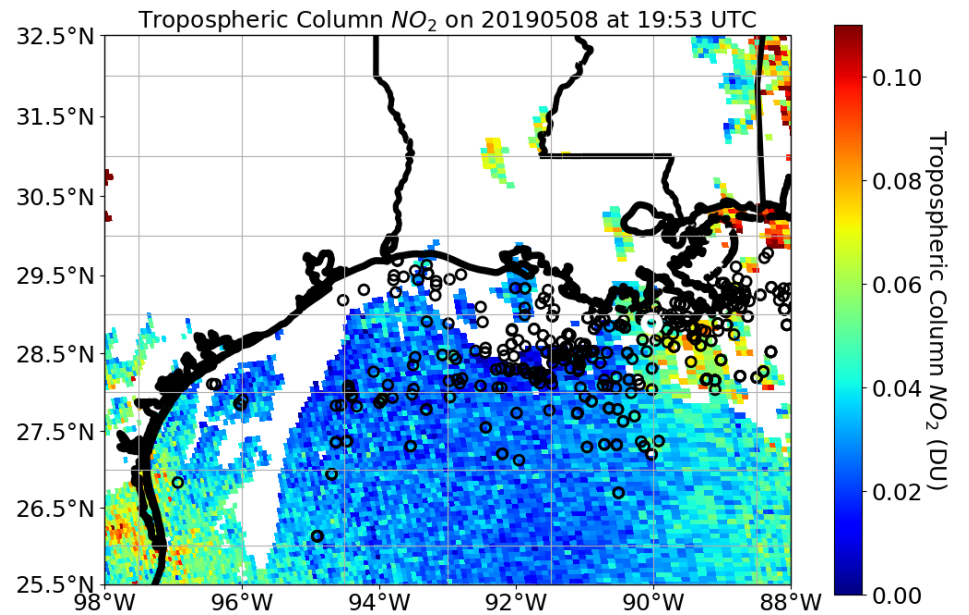 Tropospheric Column NO2 on 20190508 at 19:53 UTC
32.5°N
31.5°N
30.5°N
29.5°N
28.5°N
27.5°N
26.5°N
25.5°N
98°W
96°W
94°W
92°W
90°W
88°W
0.10
0.08
0.06
0.04
0.02
0.00
Tropospheric Column NO2 (DU)